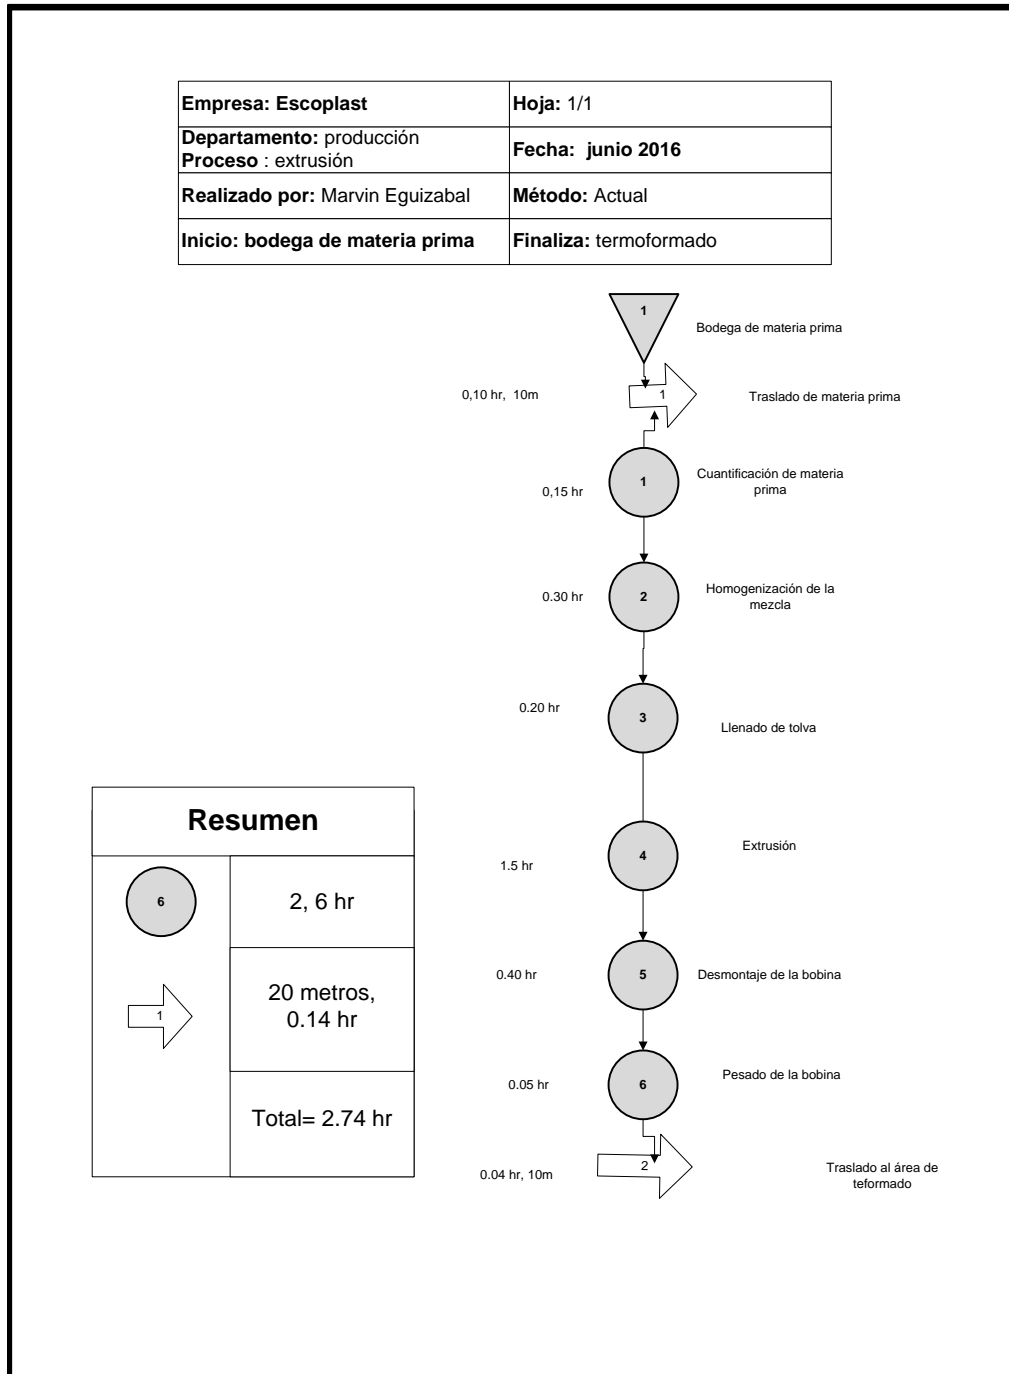 Empresa: Escoplast
Hoja: 1/1
Departamento: producción
Proceso : extrusión
Fecha: junio 2016
Realizado por: Marvin Eguizabal
Método: Actual
Inicio: bodega de materia prima
Finaliza: termoformado
1
Bodega de materia prima
0,10 hr, 10m
1
Traslado de materia prima
0,15 hr
1
Cuantificación de materia
prima
0.30 hr
2
Homogenización de la
mezcla
0.20 hr
3
Llenado de tolva
1.5 hr
4
Extrusión
0.40 hr
5
Desmontaje de la bobina
0.05 hr
6
Pesado de la bobina
0.04 hr, 10m
2
Traslado al área de
teformado
Resumen
6
2, 6 hr
1
20 metros,
0.14 hr
Total= 2.74 hr